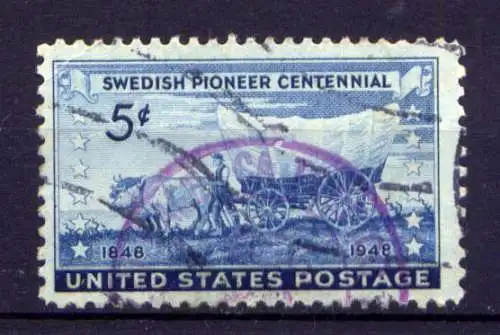 SWEDISH PIONEER CENTENNIAL
5¢
1848 1948
UNITED STATES POSTAGE